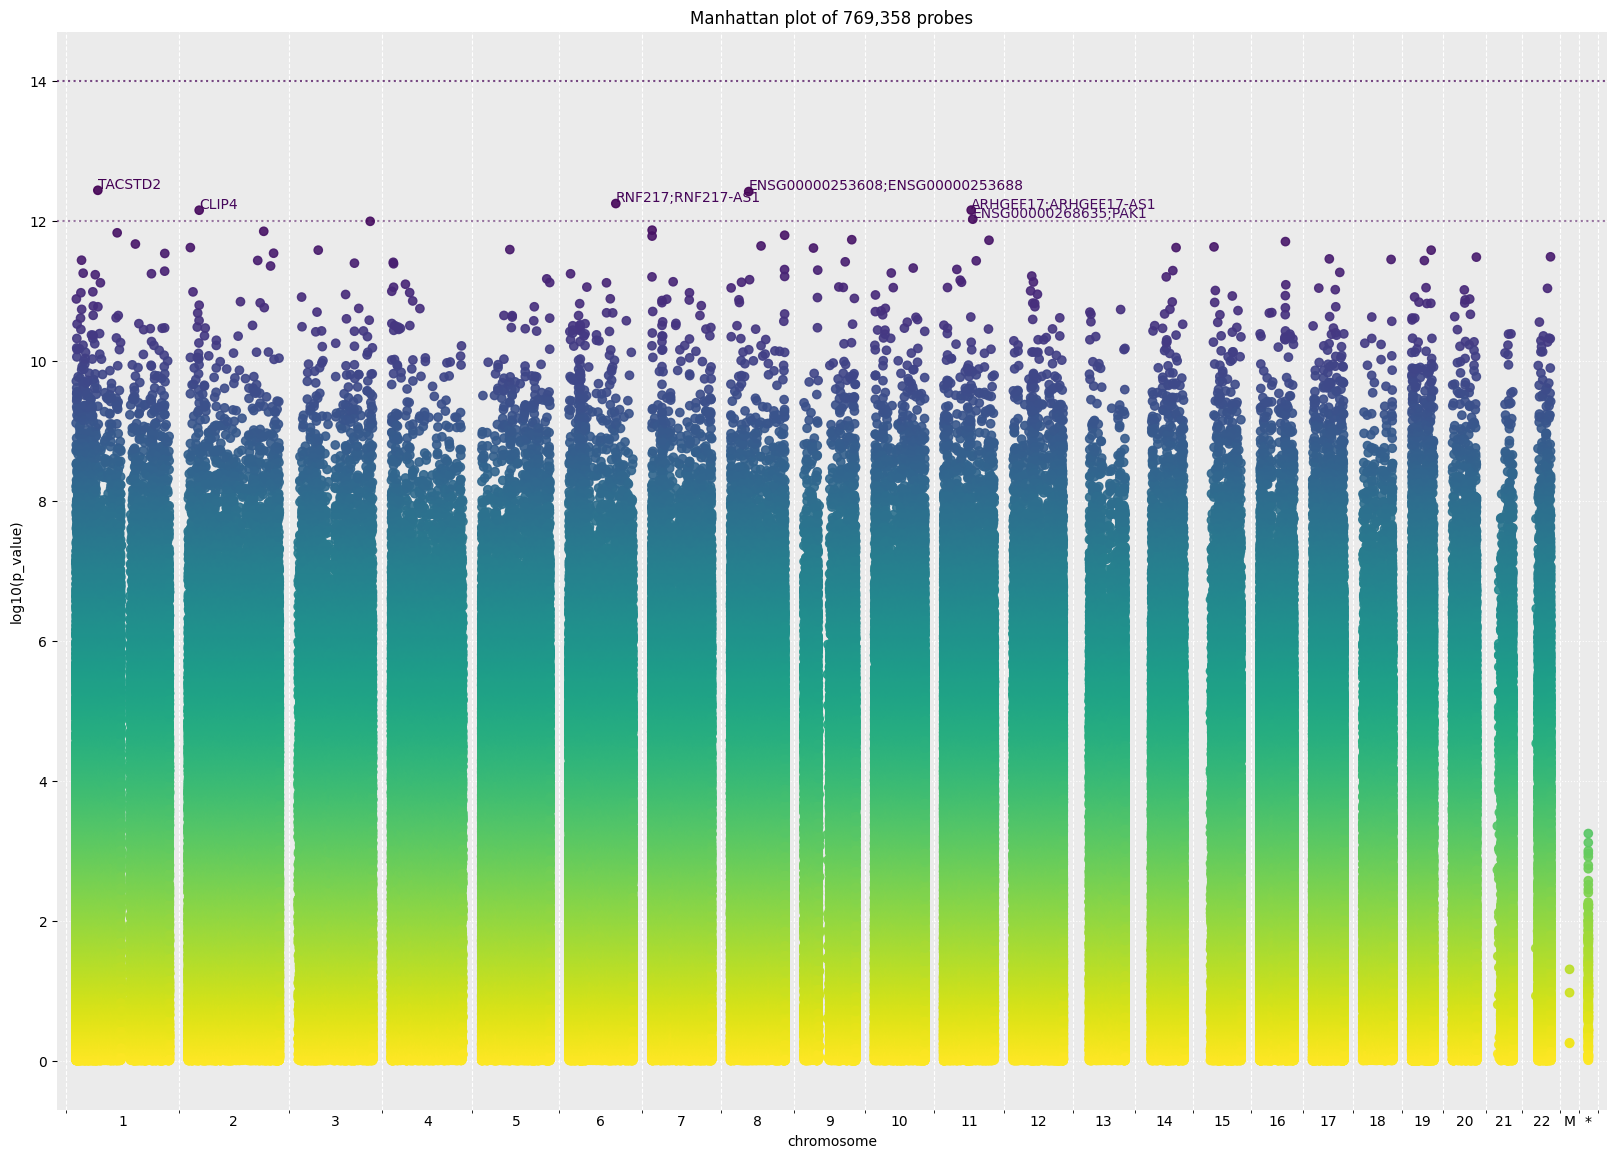 Manhattan plot of 769,358 probes
14
TACSTD2
ENSG00000253608;ENSG00000253688
RNF217;RNF217-AS1
CLIP4
ARHGEF17;ARHGEF17-AS1
ENSG00000268635;PAK1
12
10
8
log10(p_value)
6
4
2
0
1 2 3 4 5 6 7 8 9 10 11 12 13 14 15 16 17 18 19 20 21 22 M *
chromosome